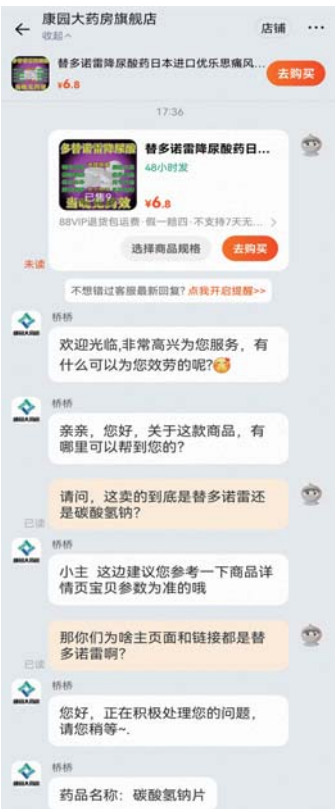 康园大药房旗舰店
收起
店铺
替多诺雷降尿酸药日本进口优乐思痛风...
¥6.8
去购买
17:36
替多诺雷降尿酸药日...
48小时发
已售9
¥6.8
88VIP退货包运费·假一赔四·不支持7天无...
选择商品规格
去购买
未读
不想错过客服最新回复? 点我开启提醒>>
桥桥
欢迎光临,非常高兴为您服务，有
什么可以为您效劳的呢?🥰
桥桥
亲亲，您好，关于这款商品，有
哪里可以帮到您的?
请问，这卖的到底是替多诺雷还
是碳酸氢钠?
已读
桥桥
小主 这边建议您参考一下商品详
情页宝贝参数为准的哦
那你们为啥主页面和链接都是替
多诺雷啊?
已读
桥桥
您好，正在积极处理您的问题，
请您稍等~.
桥桥
药品名称：碳酸氢钠片